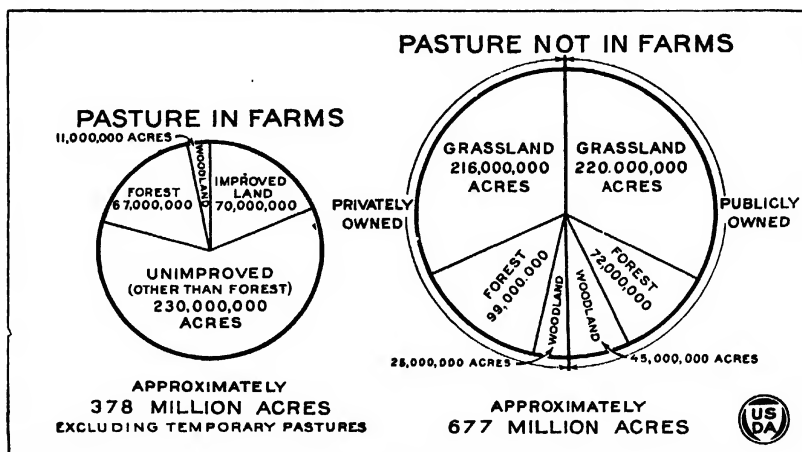 PASTURE IN FARMS
11,000,000 ACRES
WOODLAND
FOREST
67,000,000
IMPROVED
LAND
70,000,000
UNIMPROVED
(OTHER THAN FOREST)
230,000,000
ACRES
APPROXIMATELY
378 MILLION ACRES
EXCLUDING TEMPORARY PASTURES
PASTURE NOT IN FARMS
GRASSLAND
216,000,000
ACRES
GRASSLAND
220.000,000
ACRES
PRIVATELY
OWNED
PUBLICLY
OWNED
FOREST
99,000.000
WOODLAND
WOODLAND
FOREST
72,000,000
25,000,000 ACRES
45,000,000 ACRES
APPROXIMATELY
677 MILLION ACRES
US
DA